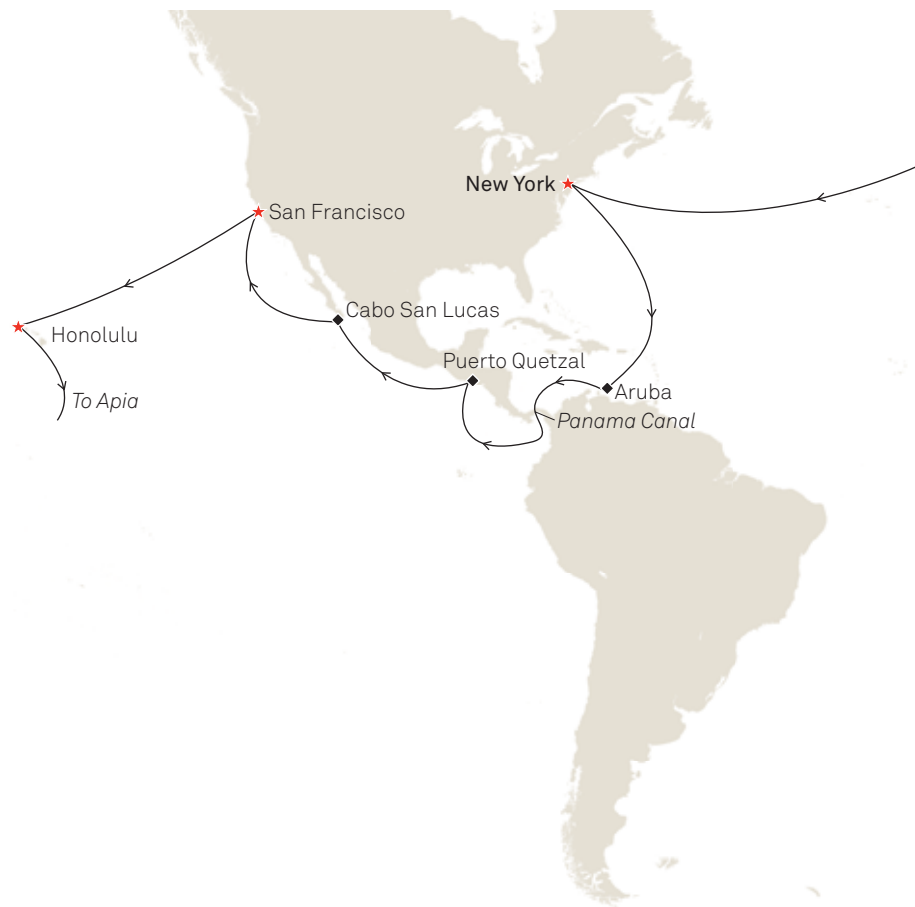 New York
San Francisco
Cabo San Lucas
Honolulu
Puerto Quetzal
To Apia
Aruba
Panama Canal